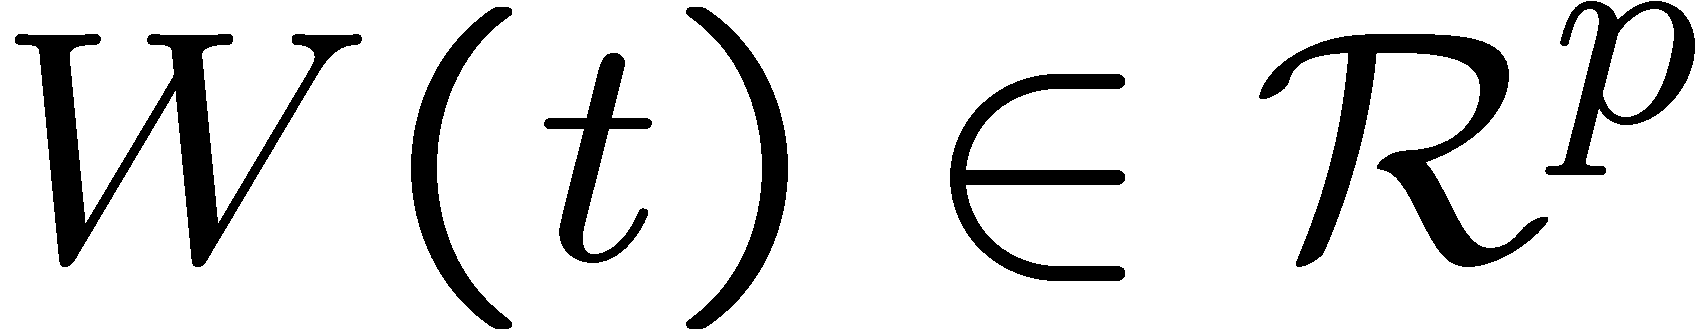 W(t) ∈ ℛ^p